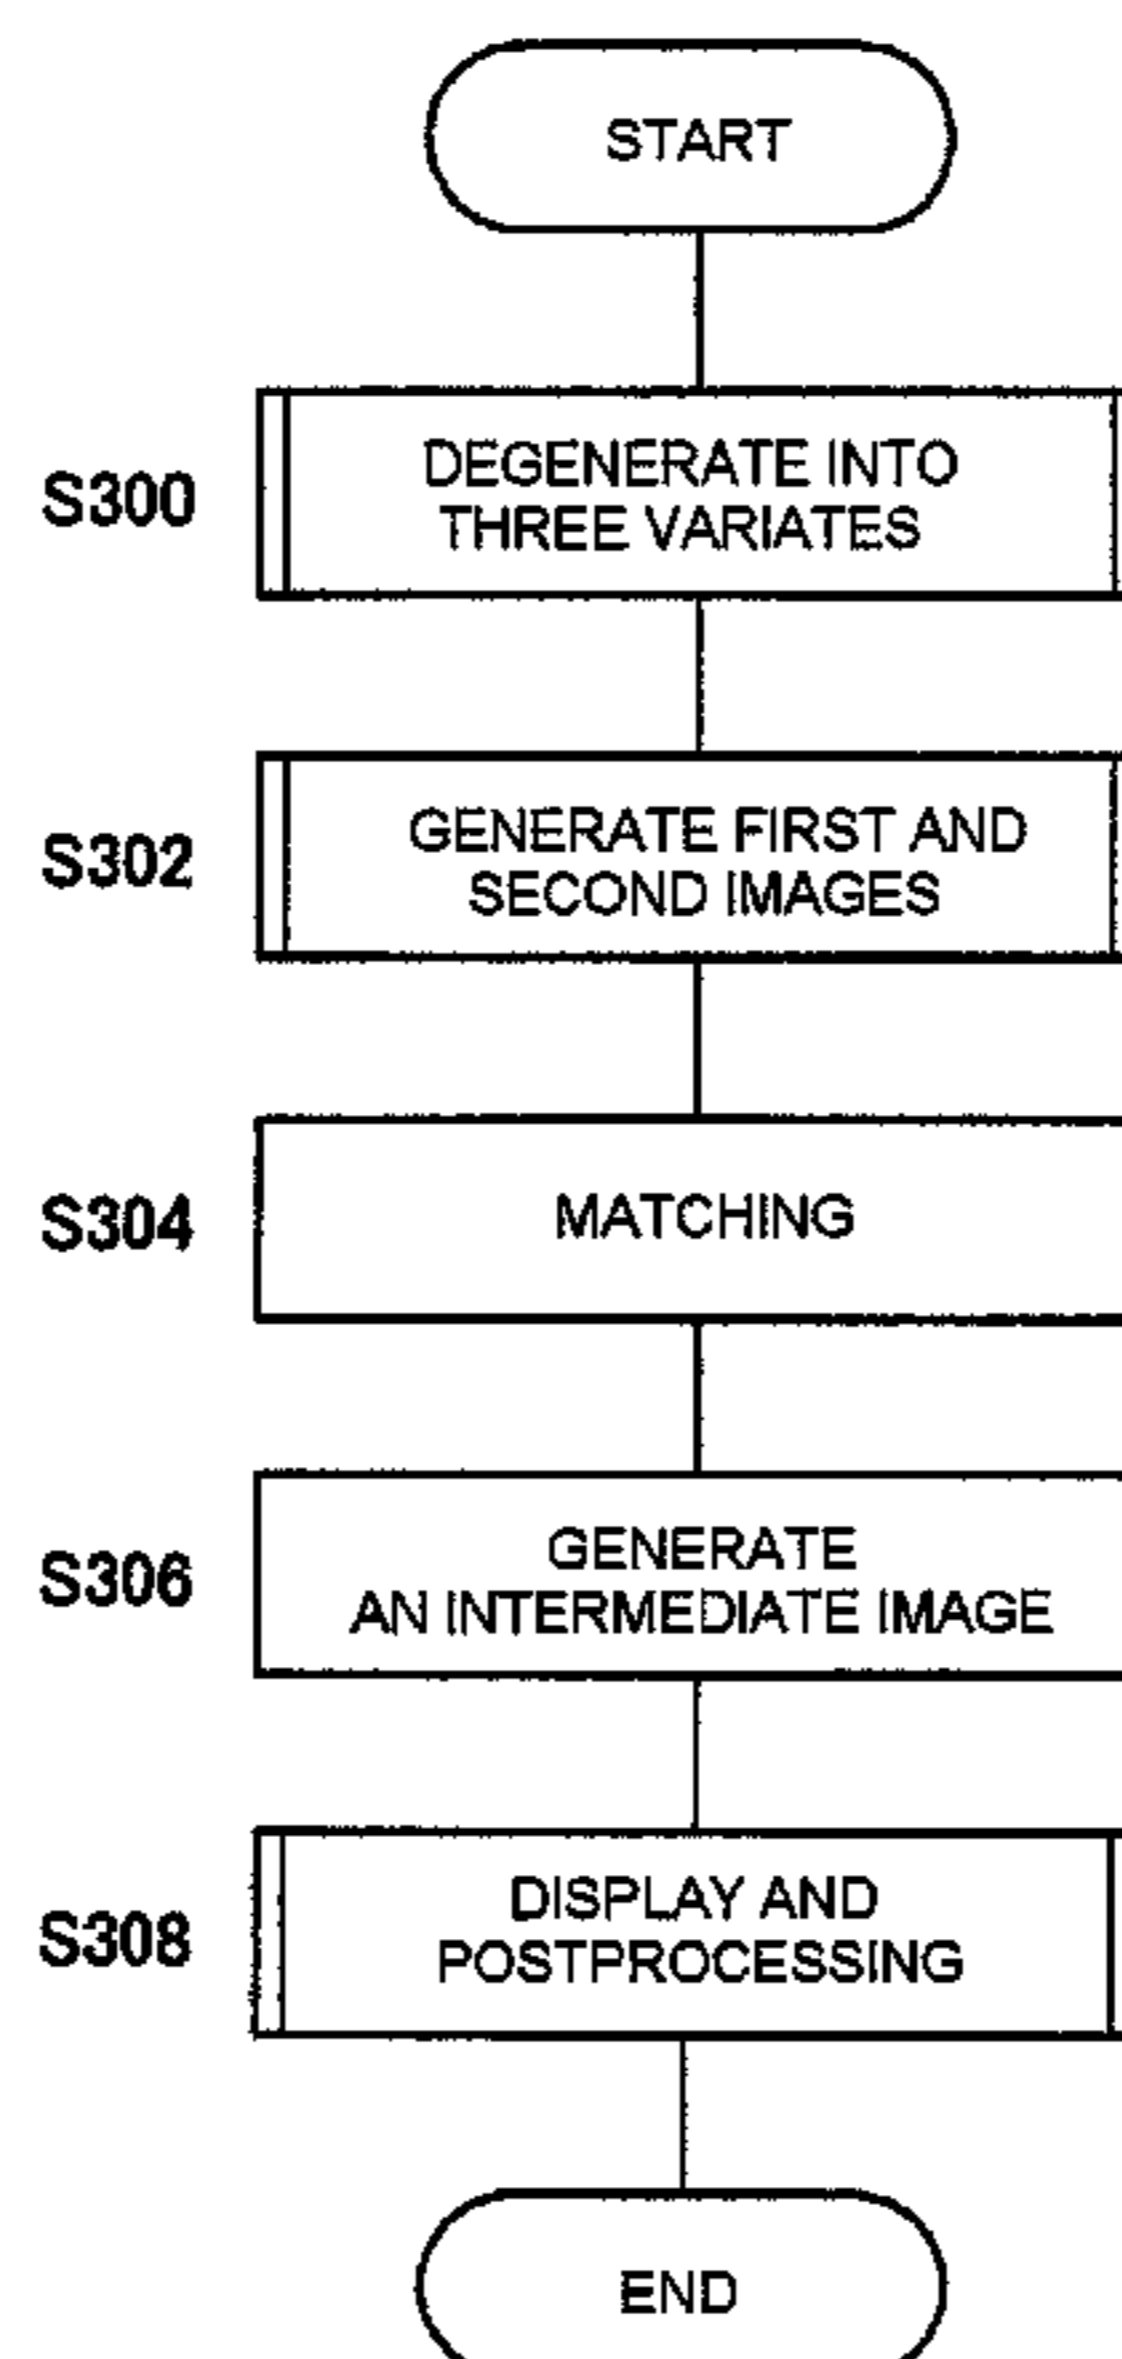 START
S300
DEGENERATE INTO
THREE VARIATES
S302
GENERATE FIRST AND
SECOND IMAGES
S304
MATCHING
S306
GENERATE
AN INTERMEDIATE IMAGE
S308
DISPLAY AND
POSTPROCESSING
END